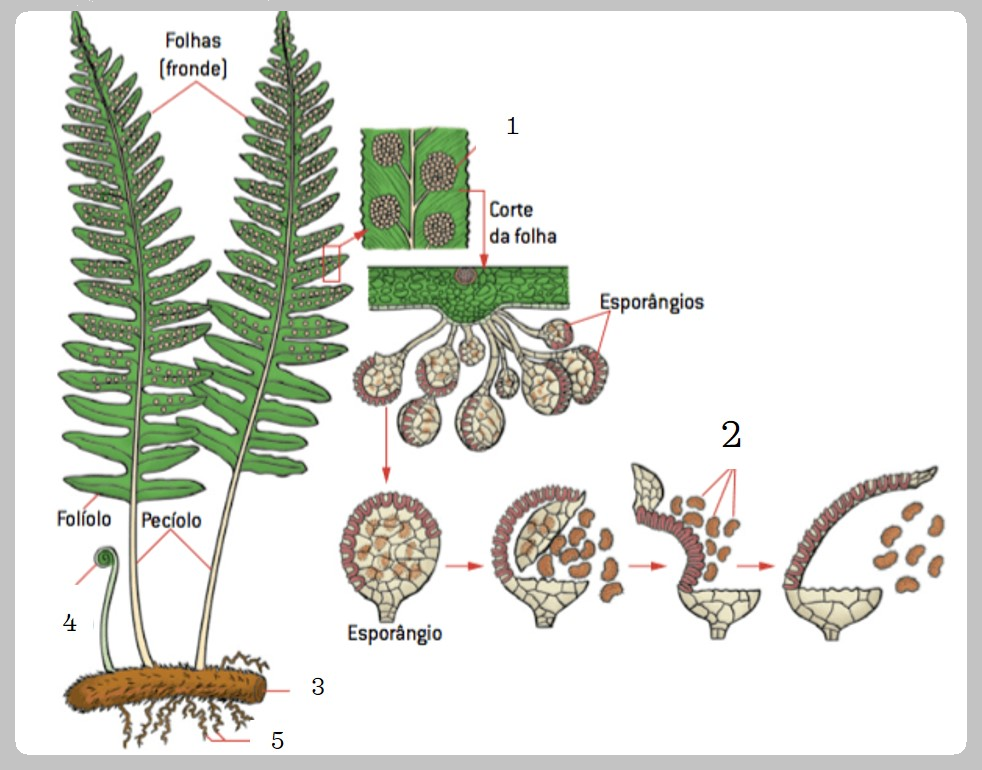 Folhas
(fronde)
1
Corte
da folha
Esporângios
2
Folíolo
Pecíolo
4
Esporângio
3
5